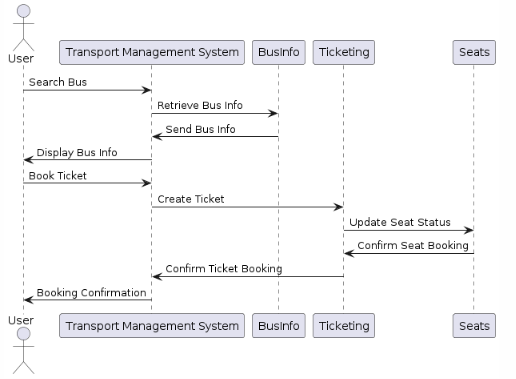 User
Transport Management System
BusInfo
Ticketing
Seats
Search Bus
Retrieve Bus Info
Send Bus Info
Display Bus Info
Book Ticket
Create Ticket
Update Seat Status
Confirm Seat Booking
Confirm Ticket Booking
Booking Confirmation
User
Transport Management System
BusInfo
Ticketing
Seats